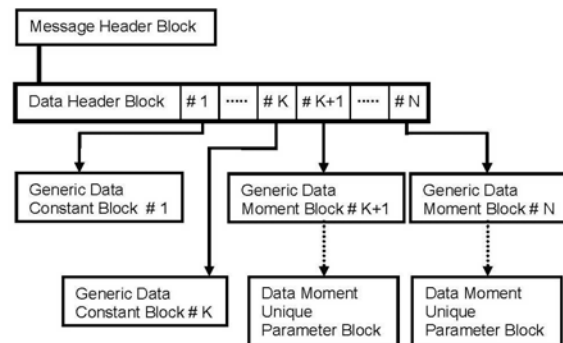 Message Header Block
Data Header Block # 1 ..... # K # K+1 ..... # N
Generic Data
Constant Block # 1
Generic Data
Moment Block # K+1
Generic Data
Moment Block # N
Generic Data
Constant Block # K
Data Moment
Unique
Parameter Block
Data Moment
Unique
Parameter Block